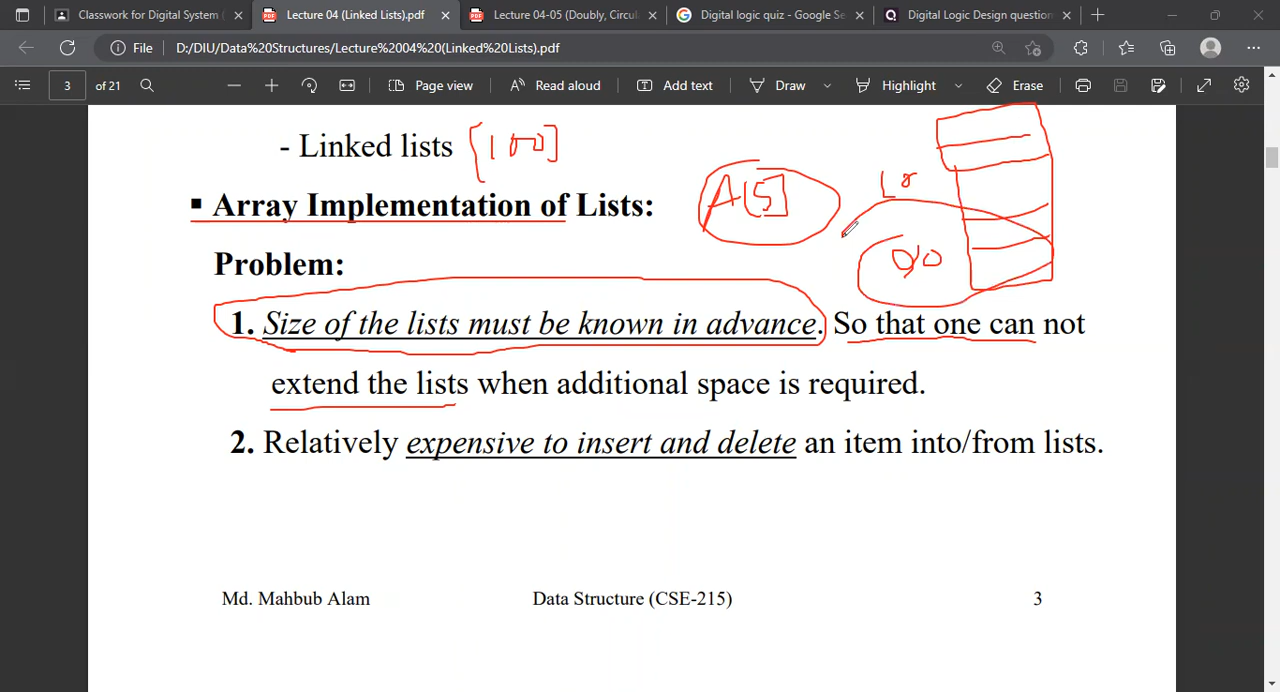 Classwork for Digital System (
Lecture 04 (Linked Lists).pdf
Lecture 04-05 (Doubly, Circul
Digital logic quiz - Google Se
Digital Logic Design question
File
D:/DIU/Data%20Structures/Lecture%2004%20(Linked%20Lists).pdf
3 of 21
Page view
Read aloud
Add text
Draw
Highlight
Erase
- Linked lists [100]
▪ Array Implementation of Lists:
A[5]
Problem:
90
1. Size of the lists must be known in advance. So that one can not
extend the lists when additional space is required.
2. Relatively expensive to insert and delete an item into/from lists.
Md. Mahbub Alam
Data Structure (CSE-215)
3